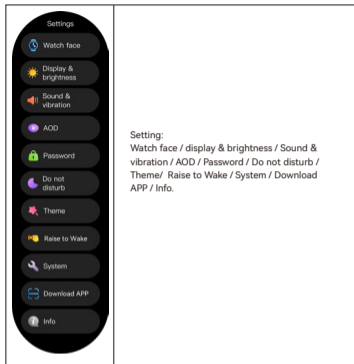 Settings
Watch face
Display &
brightness
Sound &
vibration
AOD
Password
Do not
disturb
Theme
Raise to Wake
System
Download APP
Info
Setting:
Watch face / display & brightness / Sound &
vibration / AOD / Password / Do not disturb /
Theme/ Raise to Wake / System / Download
APP / Info.